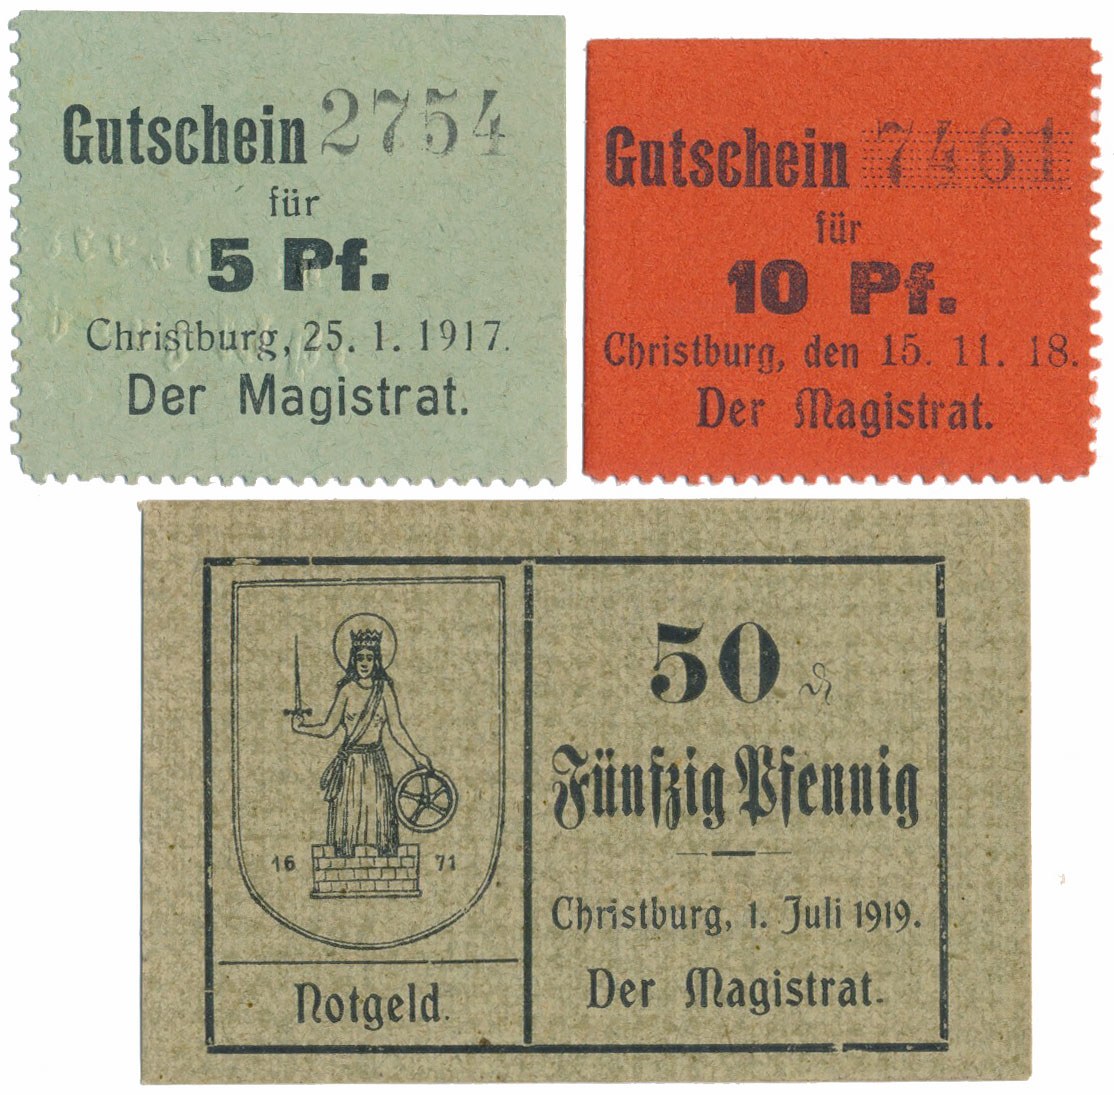 Gutschein 2754
für
5 Pf.
Christburg, 25. 1. 1917.
Der Magistrat.
Gutschein 7461
für
10 Pf.
Christburg, den 15. 11. 18.
Der Magistrat.
16 71
Notgeld.
50
Fünfzig Pfennig
Christburg, 1. Juli 1919.
Der Magistrat.